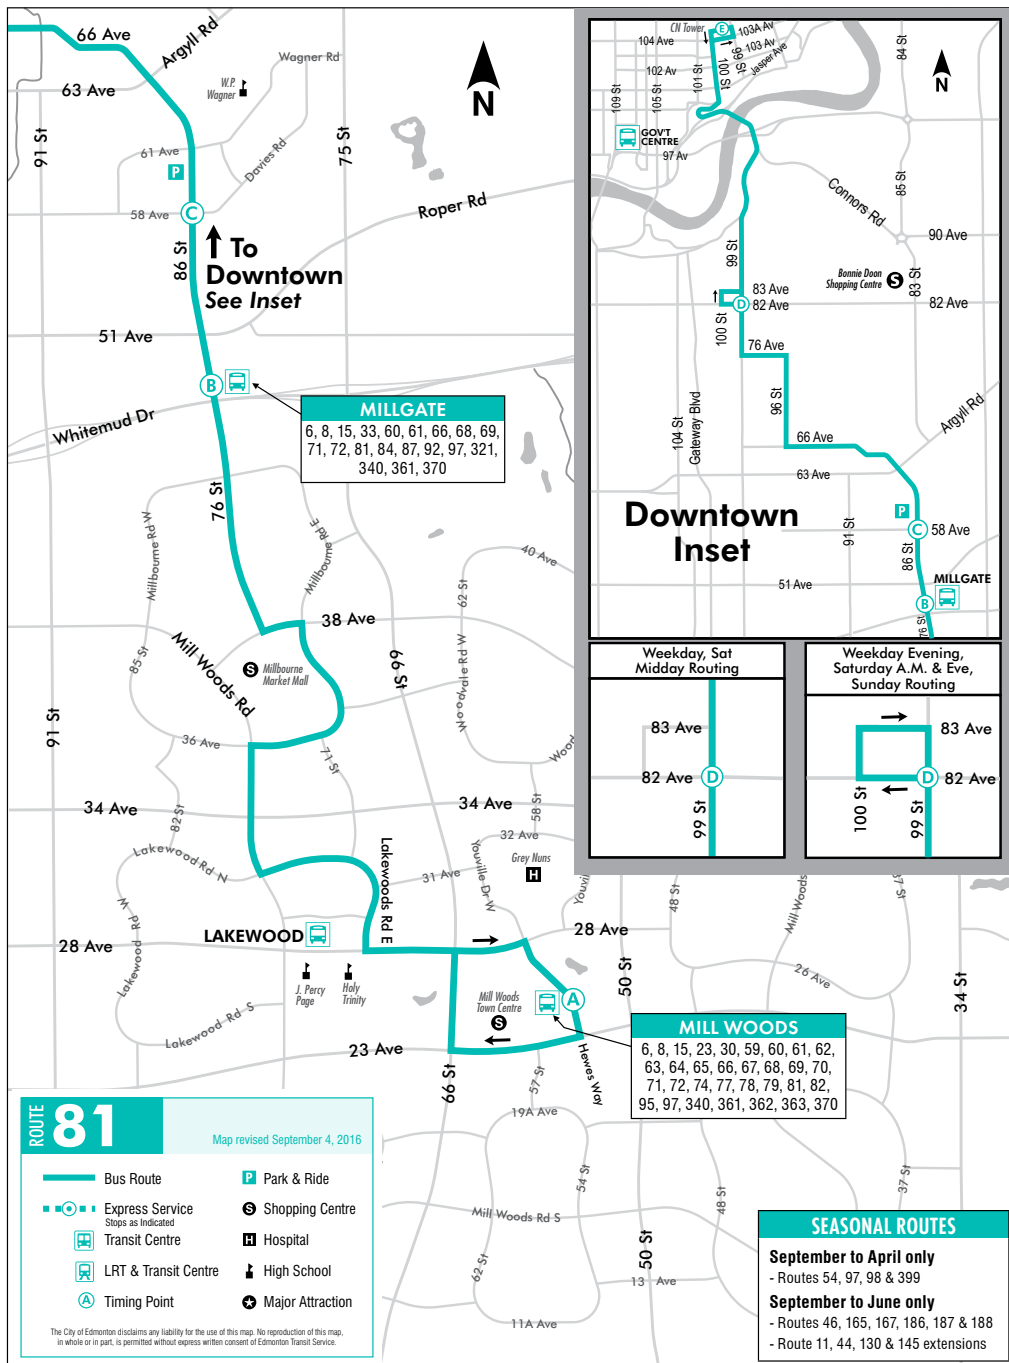 66 Ave
Argyll Rd
Wagner Rd
W.P.
Wagner
63 Ave
91 St
61 Ave
Davies Rd
75 St
P
58 Ave
C
86 St
Roper Rd
N
To
Downtown
See Inset
51 Ave
B
Whitemud Dr
MILLGATE
6, 8, 15, 33, 60, 61, 66, 68, 69,
71, 72, 81, 84, 87, 92, 97, 321,
340, 361, 370
76 St
Millbourne Rd W
Millbourne Rd E
40 Ave
62 St
38 Ave
Mill Woods Rd
S
Millbourne
Market Mall
85 St
66 St
Woodvale Rd W
91 St
36 Ave
71 St
Wood
34 Ave
34 Ave
82 St
58 St
32 Ave
Lakewood Rd N
Lakewoods Rd E
31 Ave
Youville Dr W
Grey Nuns
H
Youvil
48 St
Mill Woods
37 St
Lakewood Rd W
LAKEWOOD
28 Ave
28 Ave
J. Percy
Page
Holy
Trinity
Mill Woods
Town Centre
S
A
50 St
26 Ave
34 St
Lakewood Rd S
23 Ave
66 St
Hewes Way
57 St
MILL WOODS
6, 8, 15, 23, 30, 59, 60, 61, 62,
63, 64, 65, 66, 67, 68, 69, 70,
71, 72, 74, 77, 78, 79, 81, 82,
95, 97, 340, 361, 362, 363, 370
19A Ave
54 St
48 St
37 St
Mill Woods Rd S
62 St
50 St
13 Ave
11A Ave
CN Tower
E
103A Av
104 Ave
103 Av
99 St
Jasper Ave
102 Av
100 St
101 St
105 St
109 St
84 St
N
GOV'T
CENTRE
97 Av
85 St
Connors Rd
90 Ave
99 St
Bonnie Doon
Shopping Centre
S
83 St
83 Ave
D
82 Ave
82 Ave
100 St
76 Ave
96 St
Argyll Rd
104 St
Gateway Blvd
66 Ave
63 Ave
Downtown
Inset
P
91 St
C
58 Ave
86 St
51 Ave
MILLGATE
B
76 St
Weekday, Sat
Midday Routing
83 Ave
82 Ave
D
99 St
Weekday Evening,
Saturday A.M. & Eve,
Sunday Routing
83 Ave
D
82 Ave
100 St
99 St
ROUTE
81
Map revised September 4, 2016
Bus Route
Express Service
Stops as Indicated
Transit Centre
LRT & Transit Centre
A Timing Point
P Park & Ride
S Shopping Centre
H Hospital
High School
Major Attraction
The City of Edmonton disclaims any liability for the use of this map. No reproduction of this map,
in whole or in part, is permitted without express written consent of Edmonton Transit Service.
SEASONAL ROUTES
September to April only
- Routes 54, 97, 98 & 399
September to June only
- Routes 46, 165, 167, 186, 187 & 188
- Route 11, 44, 130 & 145 extensions